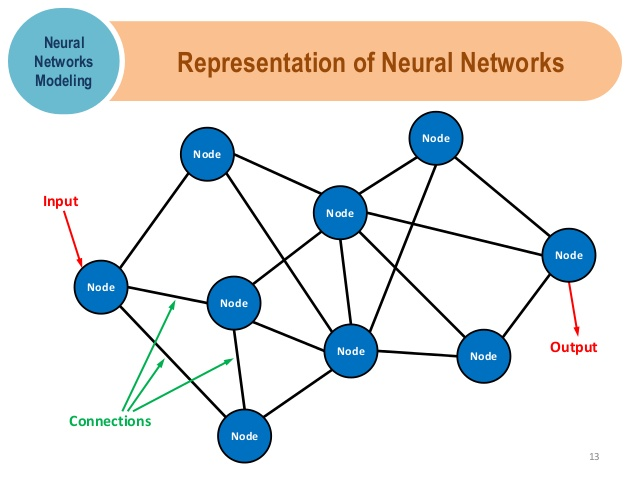 Neural
Networks
Modeling
Representation of Neural Networks
Node
Node
Input
Node
Node
Node
Node
Node
Node
Output
Connections
Node
13